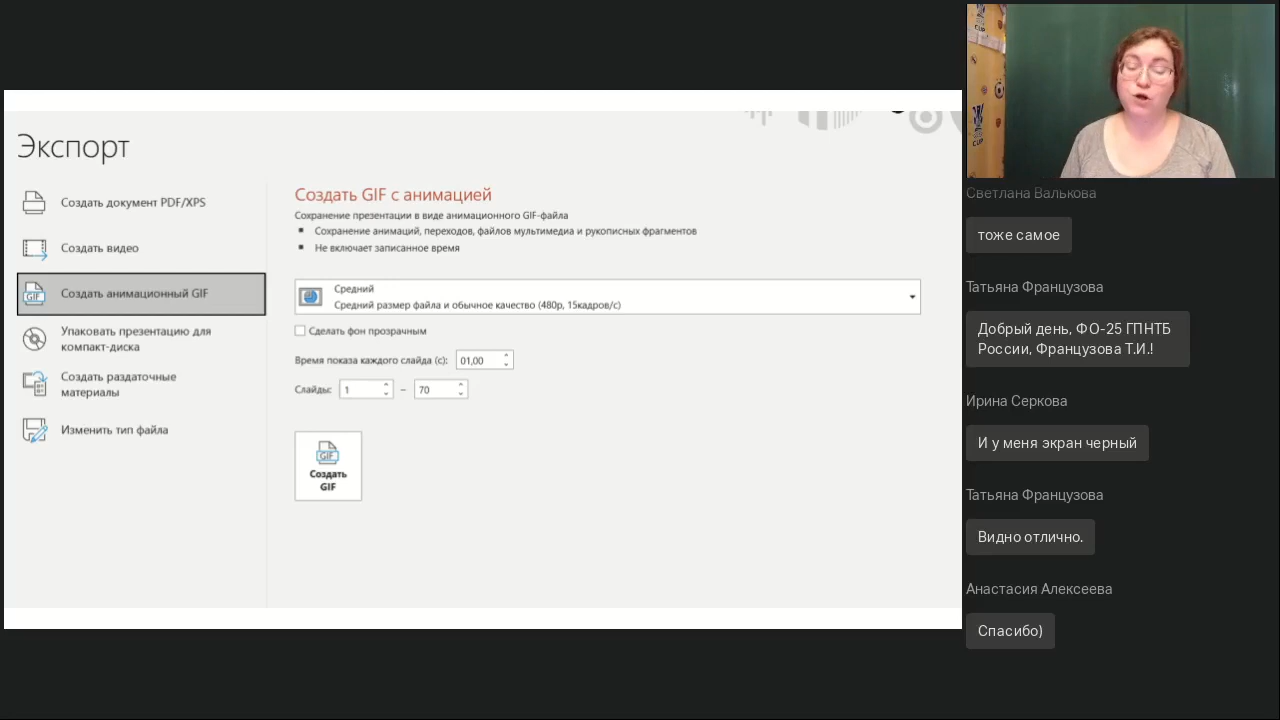 Экспорт
Создать документ PDF/XPS
Создать видео
Создать анимационный GIF
Упаковать презентацию для
компакт-диска
Создать раздаточные
материалы
Изменить тип файла
Создать GIF с анимацией
Сохранение презентации в виде анимационного GIF-файла
Сохранение анимаций, переходов, файлов мультимедиа и рукописных фрагментов
Не включает записанное время
Средний
Средний размер файла и обычное качество (480p, 15кадров/с)
Сделать фон прозрачным
Время показа каждого слайда (с): 01,00
Слайды: 1 – 70
GIF
Создать
GIF
CUP
CUP
Светлана Валькова
тоже самое
Татьяна Французова
Добрый день, ФО-25 ГПНТБ
России, Французова Т.И.!
Ирина Серкова
И у меня экран черный
Татьяна Французова
Видно отлично.
Анастасия Алексеева
Спасибо)